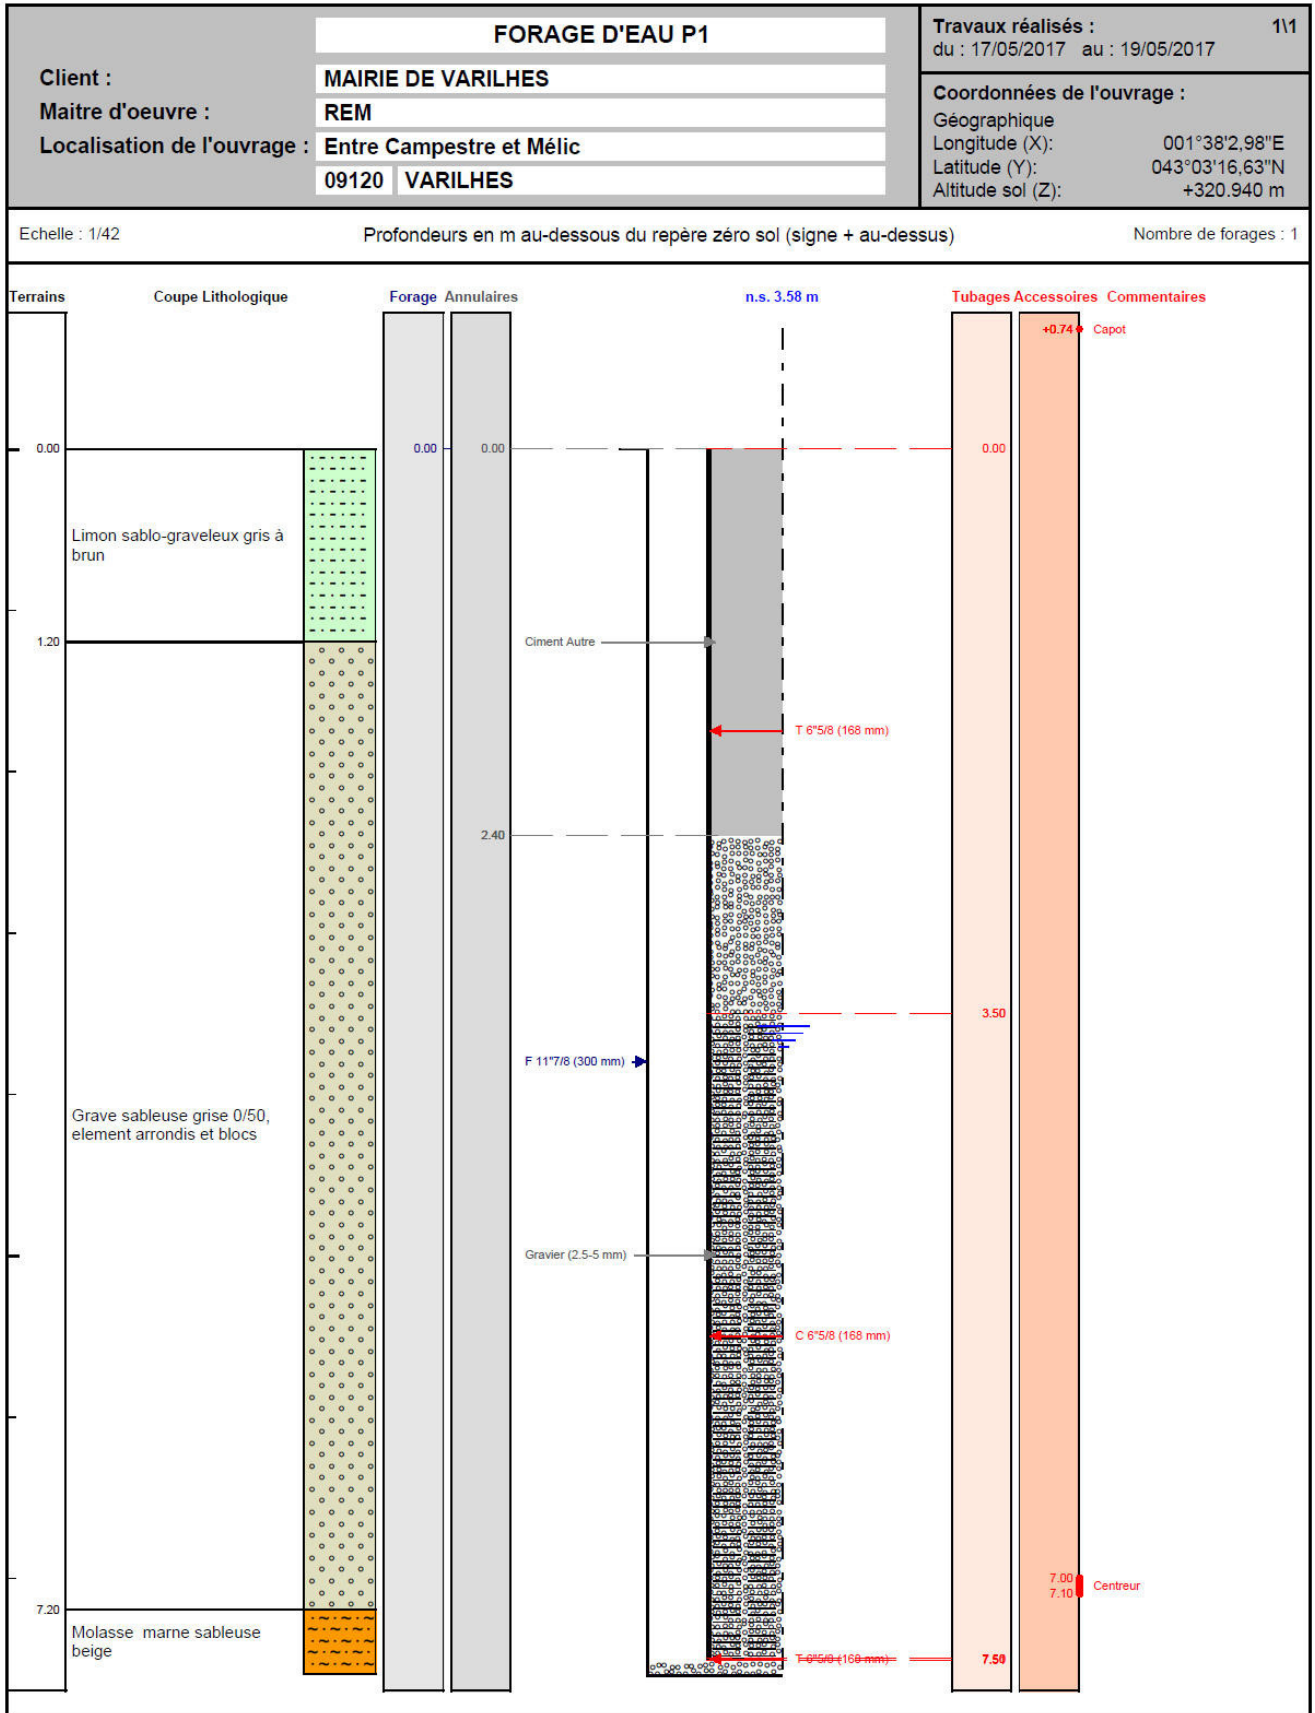 FORAGE D'EAU P1
Travaux réalisés : 1\1
du : 17/05/2017 au : 19/05/2017
Client : MAIRIE DE VARILHES
Maitre d'oeuvre : REM
Localisation de l'ouvrage : Entre Campestre et Mélic
09120 VARILHES
Coordonnées de l'ouvrage :
Géographique
Longitude (X): 001°38'2,98"E
Latitude (Y): 043°03'16,63"N
Altitude sol (Z): +320.940 m
Echelle : 1/42
Profondeurs en m au-dessous du repère zéro sol (signe + au-dessus)
Nombre de forages : 1
Terrains Coupe Lithologique Forage Annulaires n.s. 3.58 m Tubages Accessoires Commentaires
+0.74 Capot
0.00 0.00 0.00 0.00
Limon sablo-graveleux gris à
brun
1.20 Ciment Autre
T 6"5/8 (168 mm)
2.40
3.50
F 11"7/8 (300 mm)
Grave sableuse grise 0/50,
element arrondis et blocs
Gravier (2.5-5 mm)
C 6"5/8 (168 mm)
7.00
7.10
Centreur
7.20
Molasse marne sableuse
beige
T 6"5/8 (168 mm) 7.50